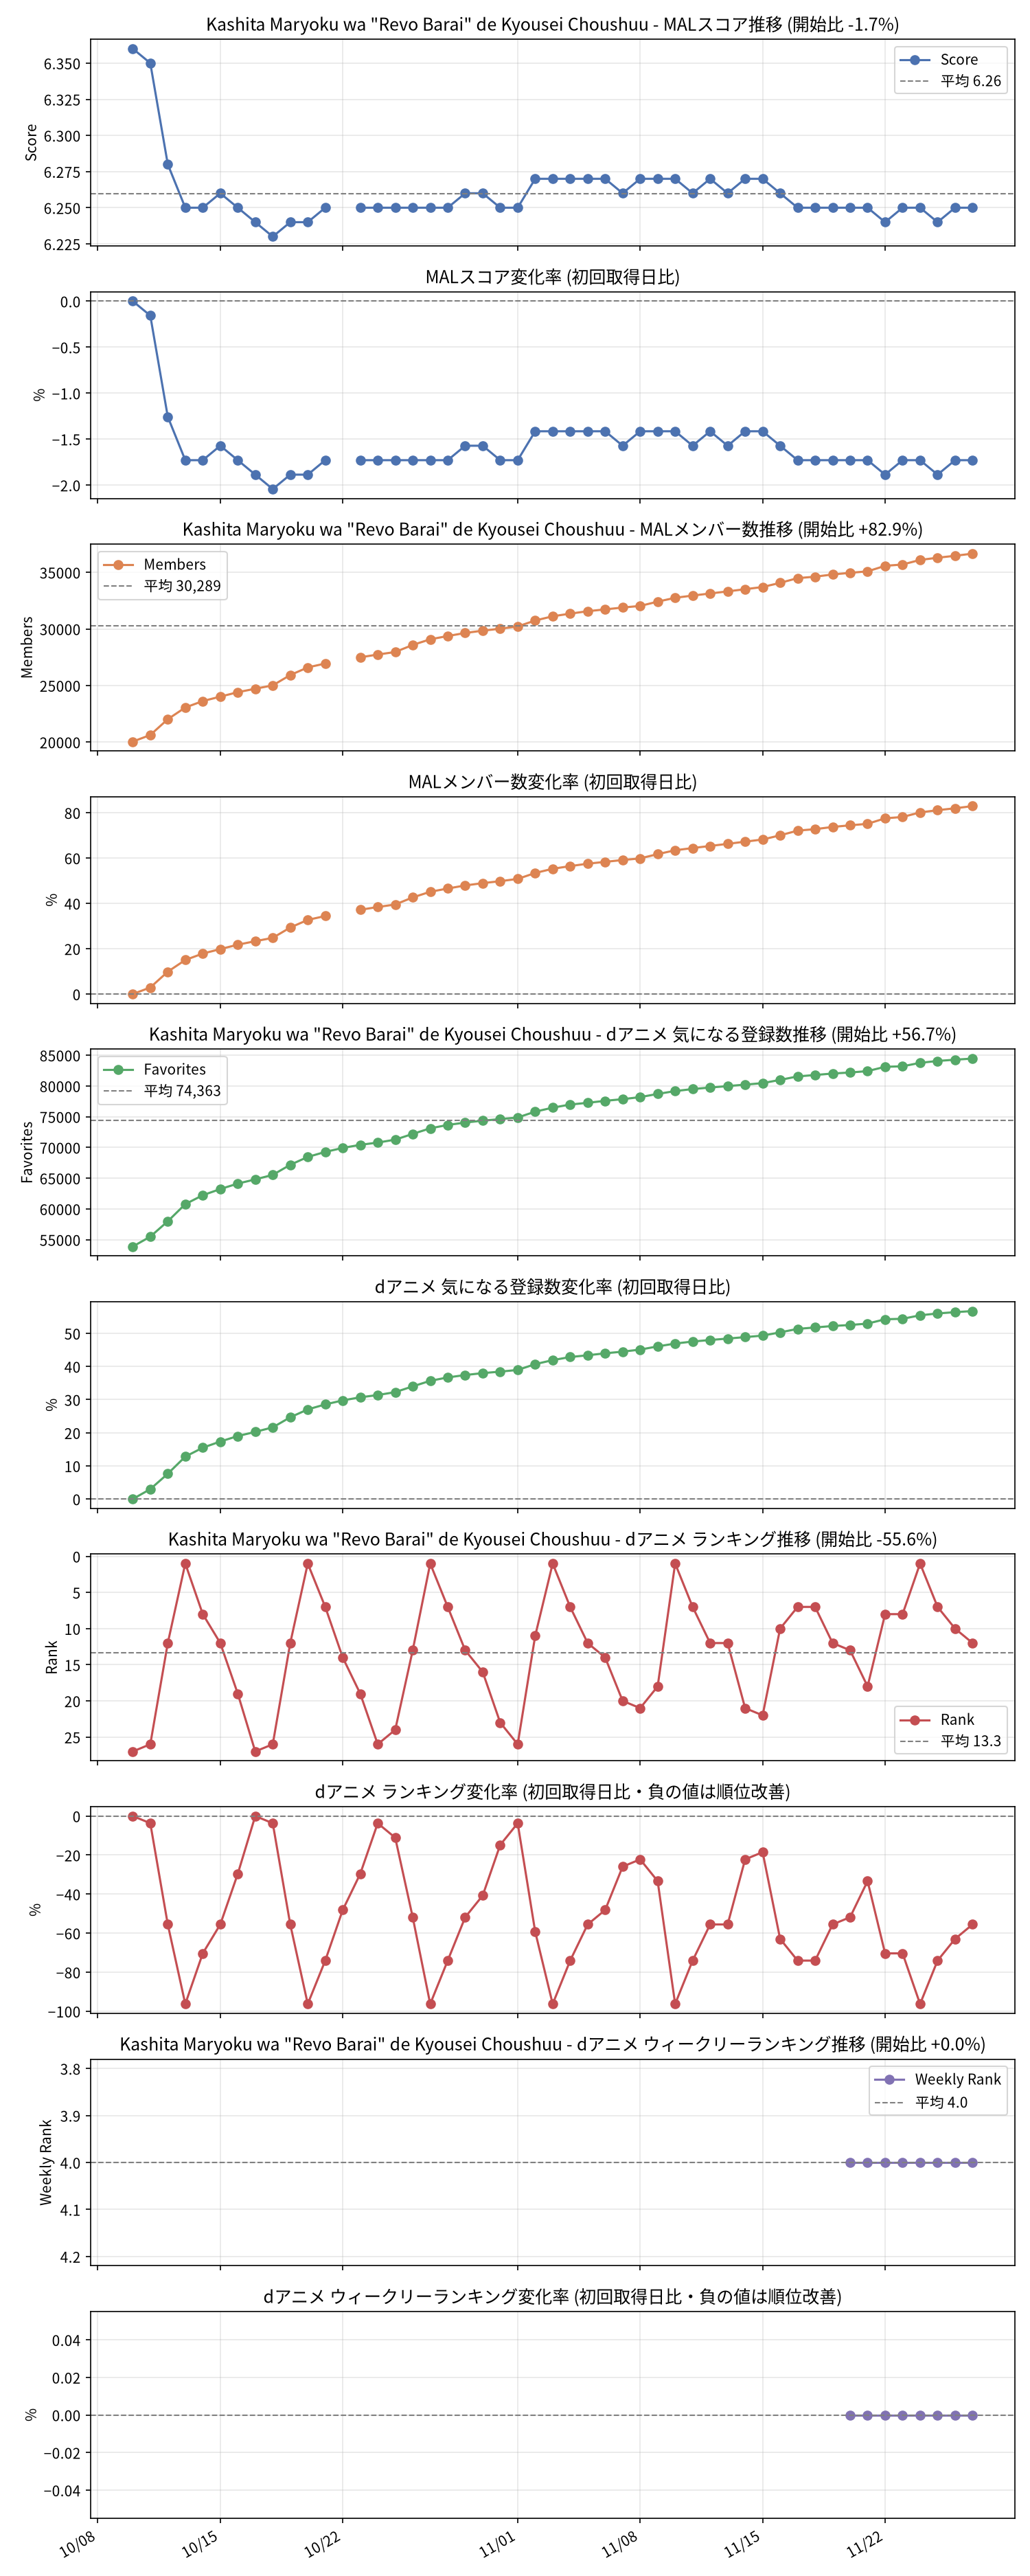 Kashita Maryoku wa "Revo Barai" de Kyousei Choushuu - MALスコア推移 (開始比 -1.7%)
Score
6.350
6.325
6.300
6.275
6.250
6.225
Score
平均 6.26
MALスコア変化率 (初回取得日比)
%
0.0
−0.5
−1.0
−1.5
−2.0
Kashita Maryoku wa "Revo Barai" de Kyousei Choushuu - MALメンバー数推移 (開始比 +82.9%)
Members
35000
30000
25000
20000
Members
平均 30,289
MALメンバー数変化率 (初回取得日比)
%
80
60
40
20
0
Kashita Maryoku wa "Revo Barai" de Kyousei Choushuu - dアニメ 気になる登録数推移 (開始比 +56.7%)
Favorites
85000
80000
75000
70000
65000
60000
55000
Favorites
平均 74,363
dアニメ 気になる登録数変化率 (初回取得日比)
%
50
40
30
20
10
0
Kashita Maryoku wa "Revo Barai" de Kyousei Choushuu - dアニメ ランキング推移 (開始比 -55.6%)
Rank
0
5
10
15
20
25
Rank
平均 13.3
dアニメ ランキング変化率 (初回取得日比・負の値は順位改善)
%
0
−20
−40
−60
−80
−100
Kashita Maryoku wa "Revo Barai" de Kyousei Choushuu - dアニメ ウィークリーランキング推移 (開始比 +0.0%)
Weekly Rank
3.8
3.9
4.0
4.1
4.2
Weekly Rank
平均 4.0
dアニメ ウィークリーランキング変化率 (初回取得日比・負の値は順位改善)
%
0.04
0.02
0.00
−0.02
−0.04
10/08
10/15
10/22
11/01
11/08
11/15
11/22